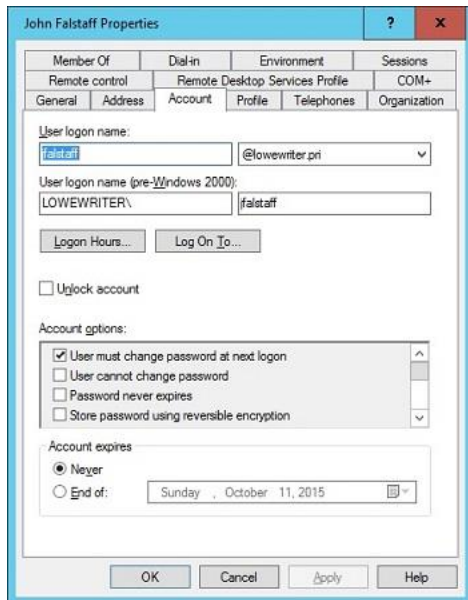 John Falstaff Properties ? x
Member Of Dial-in Environment Sessions
Remote control Remote Desktop Services Profile COM+
General Address Account Profile Telephones Organization
User logon name:
falstaff @lowewriter.pri
User logon name (pre-Windows 2000):
LOWEWRITER\ falstaff
Logon Hours... Log On To...
Unlock account
Account options:
User must change password at next logon
User cannot change password
Password never expires
Store password using reversible encryption
Account expires
Never
End of: Sunday , October 11, 2015
OK Cancel Apply Help